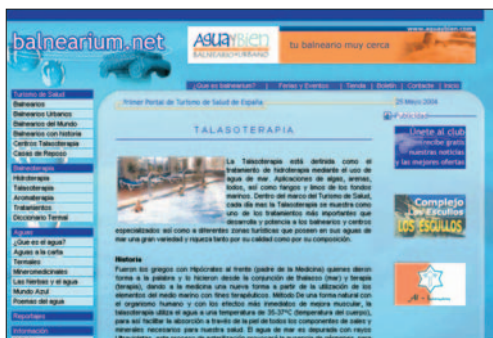 balnearium.net
AGUA Y BIEN
BALNEARIO URBANO
www.aguaybien.com
tu balneario muy cerca
¿Que es balnearium? | Ferias y Eventos | Tienda | Boletín | Contacte | Inicio
Primer Portal de Turismo de Salud de España
25 Mayo 2004
Publicidad
Turismo de Salud
Balnearios
Balnearios Urbanos
Balnearios del Mundo
Balnearios con historia
Centros Talasoterapia
Casas de Reposo
Balneoterapia
Hidroterapia
Talasoterapia
Aromaterapia
Tratamientos
Diccionario Termal
Aguas
¿Que es el agua?
Aguas a la carta
Termales
Mineromedicinales
Las hierbas y el agua
Mundo Azul
Poemas del agua
Reportajes
Información
TALASOTERAPIA
La Talasoterapia está definida como el
tratamiento de hidroterapia mediante el uso de
agua de mar. Aplicaciones de algas, arenas,
lodos, así como fangos y limos de los fondos
marinos. Dentro del marco del Turismo de Salud,
cada día mas la Talasoterapia se muestra como
uno de los tratamientos más importantes que
desarrolla y potencia a los balnearios y centros
especializados así como a diferentes zonas turísticas que poseen en sus aguas de
mar una gran variedad y riqueza tanto por su calidad como por su composición.
Historia
Fueron los griegos con Hipócrates al frente (padre de la Medicina) quienes dieron
forma a la palabra y lo hicieron desde la conjunción de thalasso (mar) y terapia
(terapia), dando a la medicina una nueva forma a partir de la utilización de los
elementos del medio marino con fines terapéuticos. Método De una forma natural con
el organismo humano y con los efectos más inmediatos de mejora muscular, la
talasoterapia utiliza el agua a una temperatura de 35-37ºC (temperatura del cuerpo),
para así facilitar la absorción a través de la piel de todos los componentes de sales y
minerales necesarios para nuestra salud. El agua de mar es depurada con rayos
Únete al club
recibe gratis
nuestras noticias
y las mejores ofertas
Complejo
Los Escullos
LOS ESCULLOS